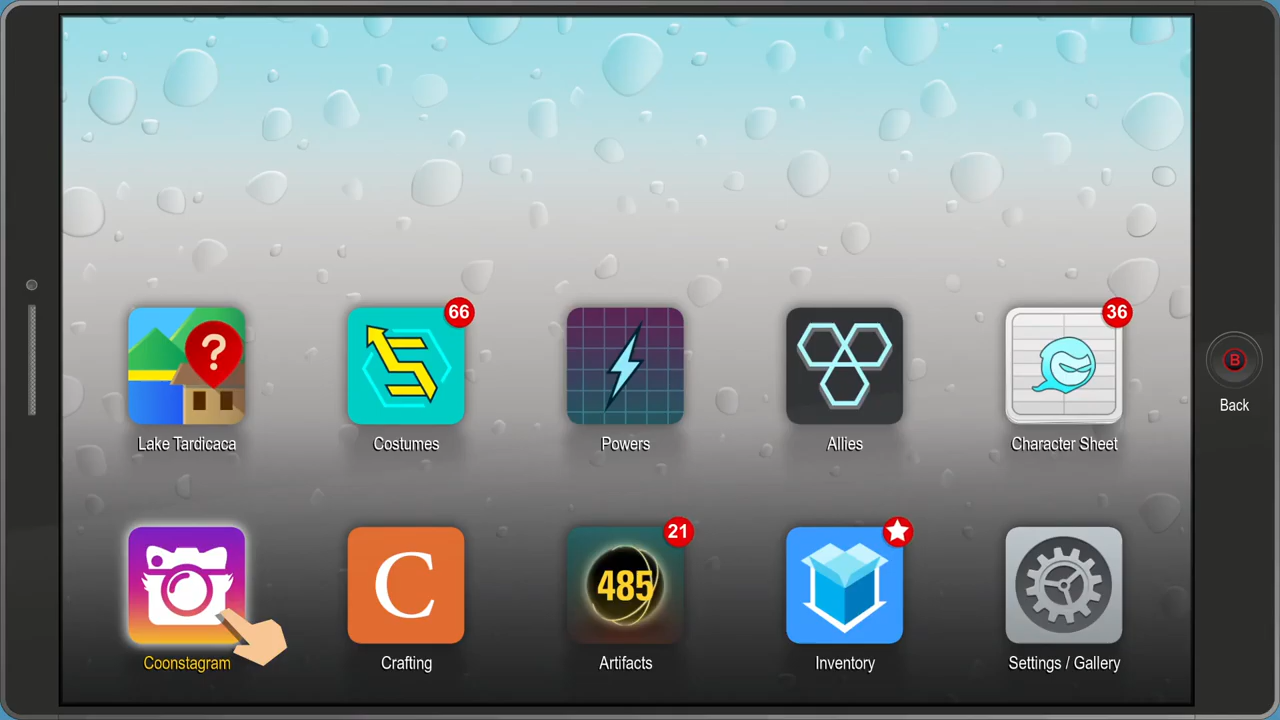 ?
66
36
Lake Tardicaca
Costumes
Powers
Allies
Character Sheet
B
Back
21
C
485
Coonstagram
Crafting
Artifacts
Inventory
Settings / Gallery